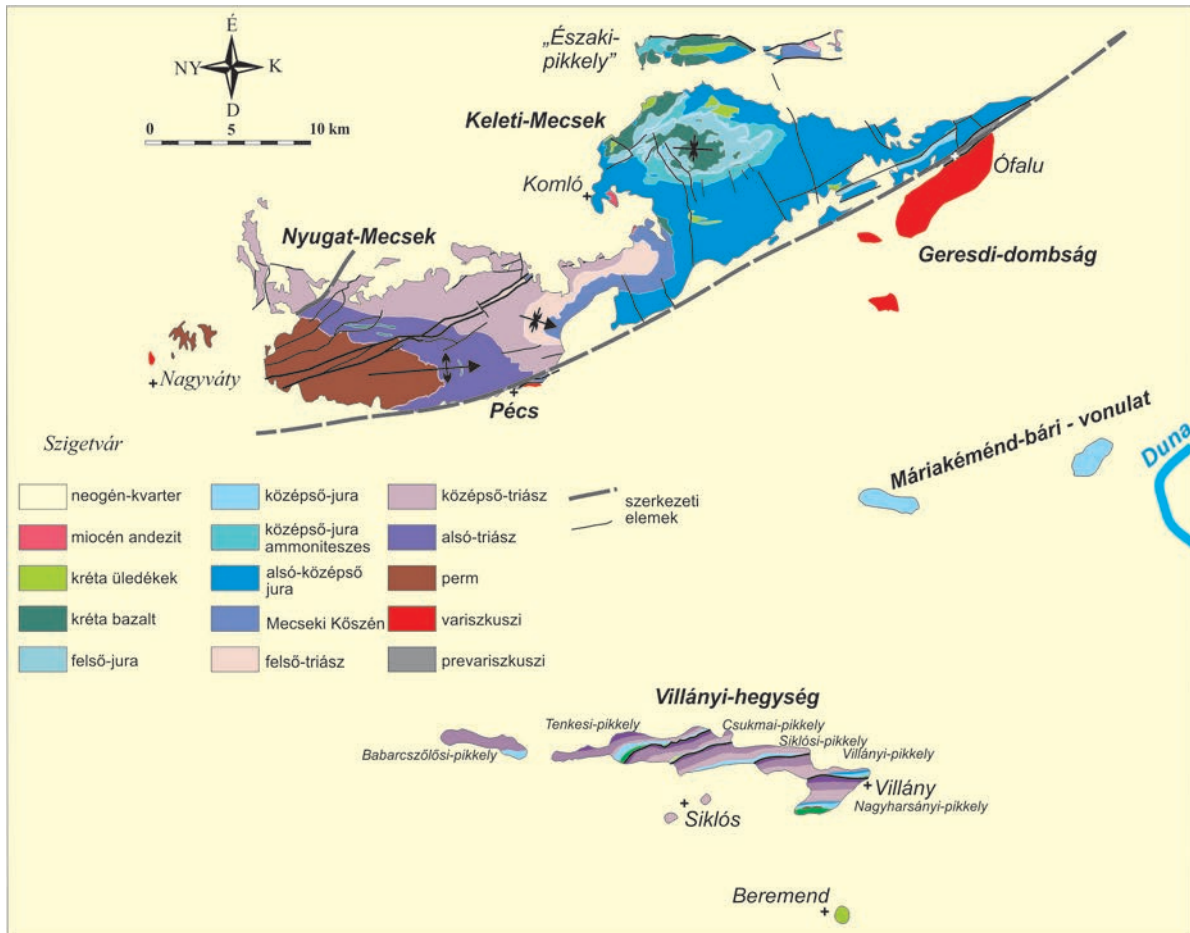 É
NY K
D
0 5 10 km
„Északi-
pikkely”
Keleti-Mecsek
Komló
Ófalu
Geresdi-dombság
Nyugat-Mecsek
Nagyváty
Pécs
Szigetvár
Máriakéménd-bári - vonulat
Duna
neogén-kvarter
miocén andezit
kréta üledékek
kréta bazalt
felső-jura
középső-jura
középső-jura
ammoniteszes
alsó-középső
jura
Mecseki Kőszén
felső-triász
középső-triász
alsó-triász
perm
variszkuszi
prevariszkuszi
szerkezeti
elemek
Villányi-hegység
Tenkesi-pikkely
Csukmai-pikkely
Siklósi-pikkely
Babarcszőlősi-pikkely
Villányi-pikkely
Villány
Nagyharsányi-pikkely
Siklós
Beremend